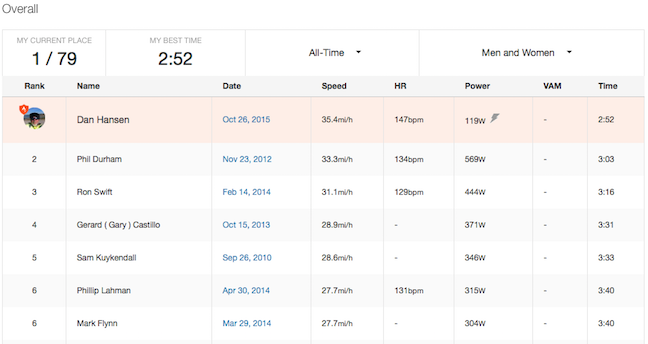 Overall
MY CURRENT PLACE MY BEST TIME
1 / 79 2:52 All-Time Men and Women
Rank Name Date Speed HR Power VAM Time
Dan Hansen Oct 26, 2015 35.4mi/h 147bpm 119W - 2:52
2 Phil Durham Nov 23, 2012 33.3mi/h 134bpm 569W - 3:03
3 Ron Swift Feb 14, 2014 31.1mi/h 129bpm 444W - 3:16
4 Gerard ( Gary ) Castillo Oct 15, 2013 28.9mi/h - 371W - 3:31
5 Sam Kuykendall Sep 26, 2010 28.6mi/h - 346W - 3:33
6 Phillip Lahman Apr 30, 2014 27.7mi/h 131bpm 315W - 3:40
6 Mark Flynn Mar 29, 2014 27.7mi/h - 304W - 3:40